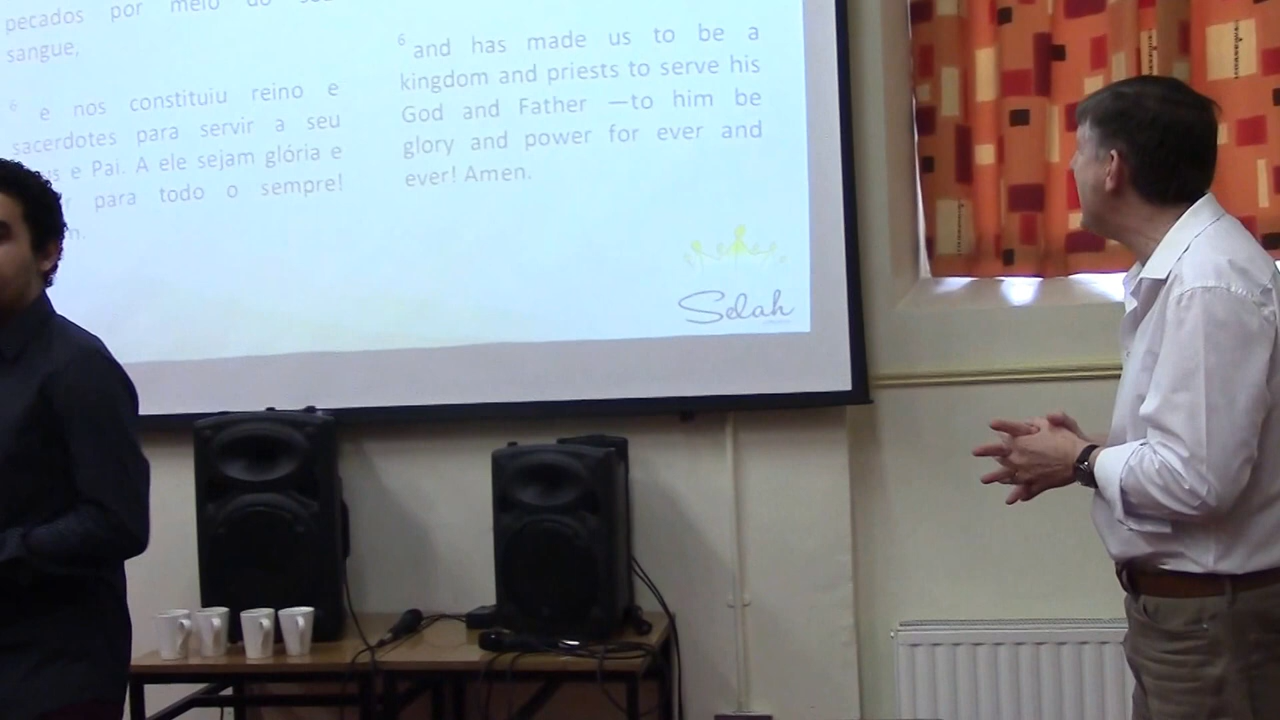 pecados por meio do seu
sangue,
6 e nos constituiu reino e
sacerdotes para servir a seu
e Pai. A ele sejam glória e
para todo o sempre!
6 and has made us to be a
kingdom and priests to serve his
God and Father —to him be
glory and power for ever and
ever! Amen.
Selah